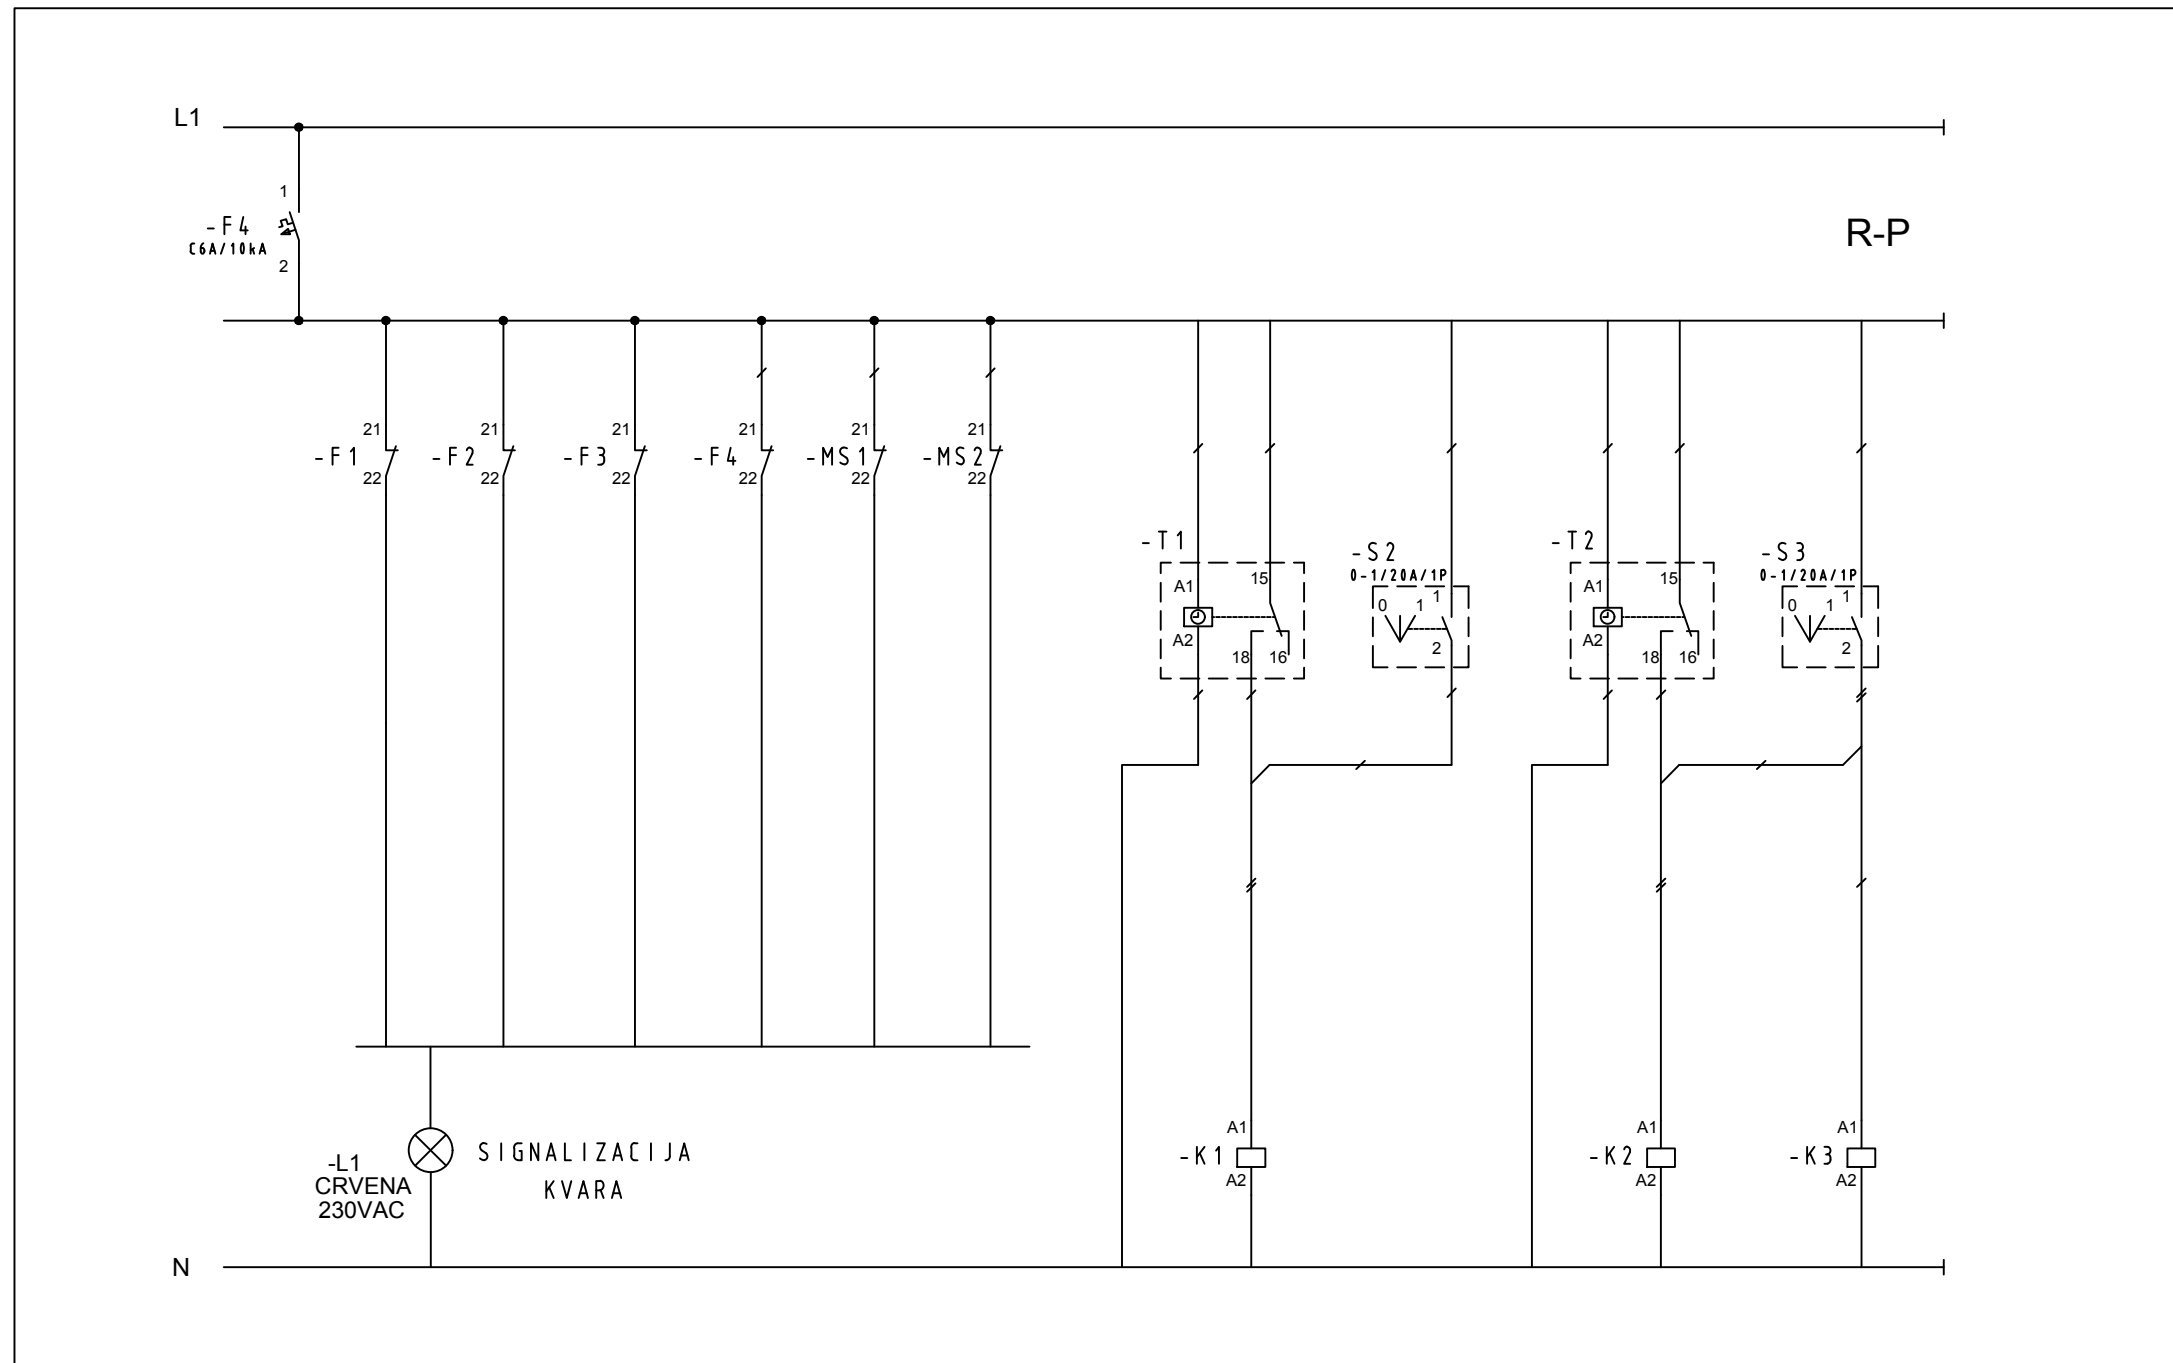 L1
1
-F4
C6A/10kA
2
R-P
21
-F1
22
21
-F2
22
21
-F3
22
21
-F4
22
21
-MS1
22
21
-MS2
22
-T1
A1
15
A2
18
16
-S2
0-1/20A/1P
0
1
1
2
-T2
A1
15
A2
18
16
-S3
0-1/20A/1P
0
1
1
2
-L1
CRVENA
230VAC
SIGNALIZACIJA
KVARA
A1
-K1
A2
A1
-K2
A2
A1
-K3
A2
N